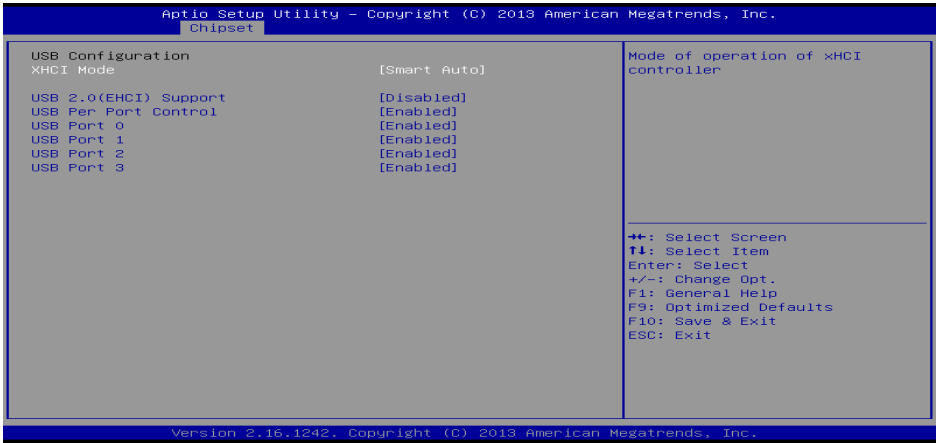 Aptio Setup Utility – Copyright (C) 2013 American Megatrends, Inc.
Chipset
USB Configuration
XHCI Mode [Smart Auto]
USB 2.0(EHCI) Support [Disabled]
USB Per Port Control [Enabled]
USB Port 0 [Enabled]
USB Port 1 [Enabled]
USB Port 2 [Enabled]
USB Port 3 [Enabled]
Mode of operation of xHCI
controller
→←: Select Screen
↑↓: Select Item
Enter: Select
+/-: Change Opt.
F1: General Help
F9: Optimized Defaults
F10: Save & Exit
ESC: Exit
Version 2.16.1242. Copyright (C) 2013 American Megatrends, Inc.